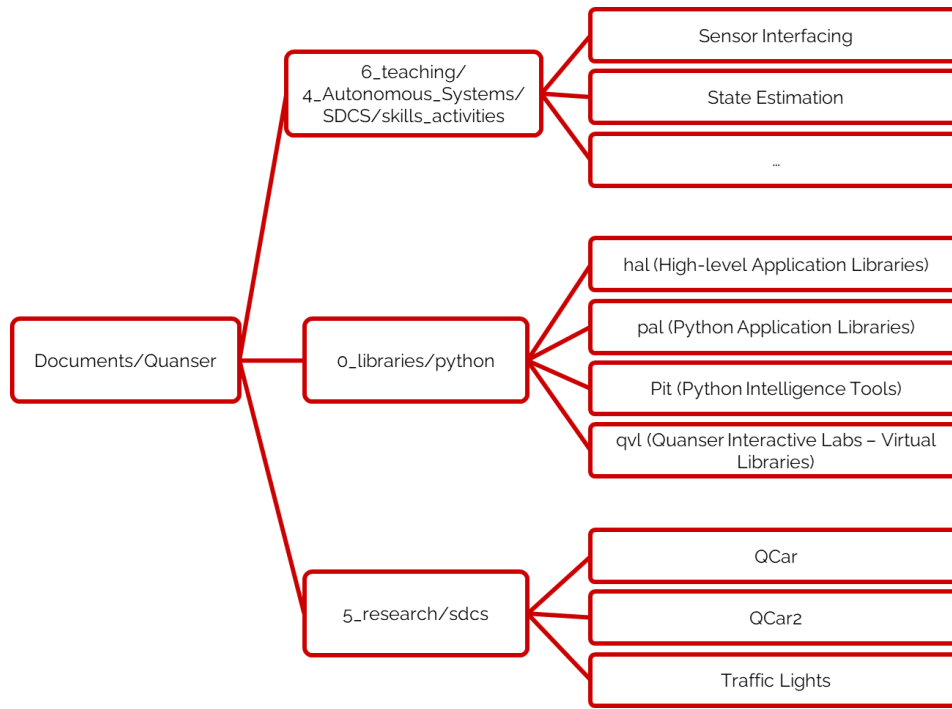 Documents/Quanser
6_teaching/
4_Autonomous_Systems/
SDCS/skills_activities
Sensor Interfacing
State Estimation
...
0_libraries/python
hal (High-level Application Libraries)
pal (Python Application Libraries)
Pit (Python Intelligence Tools)
qvl (Quanser Interactive Labs – Virtual
Libraries)
5_research/sdcs
QCar
QCar2
Traffic Lights